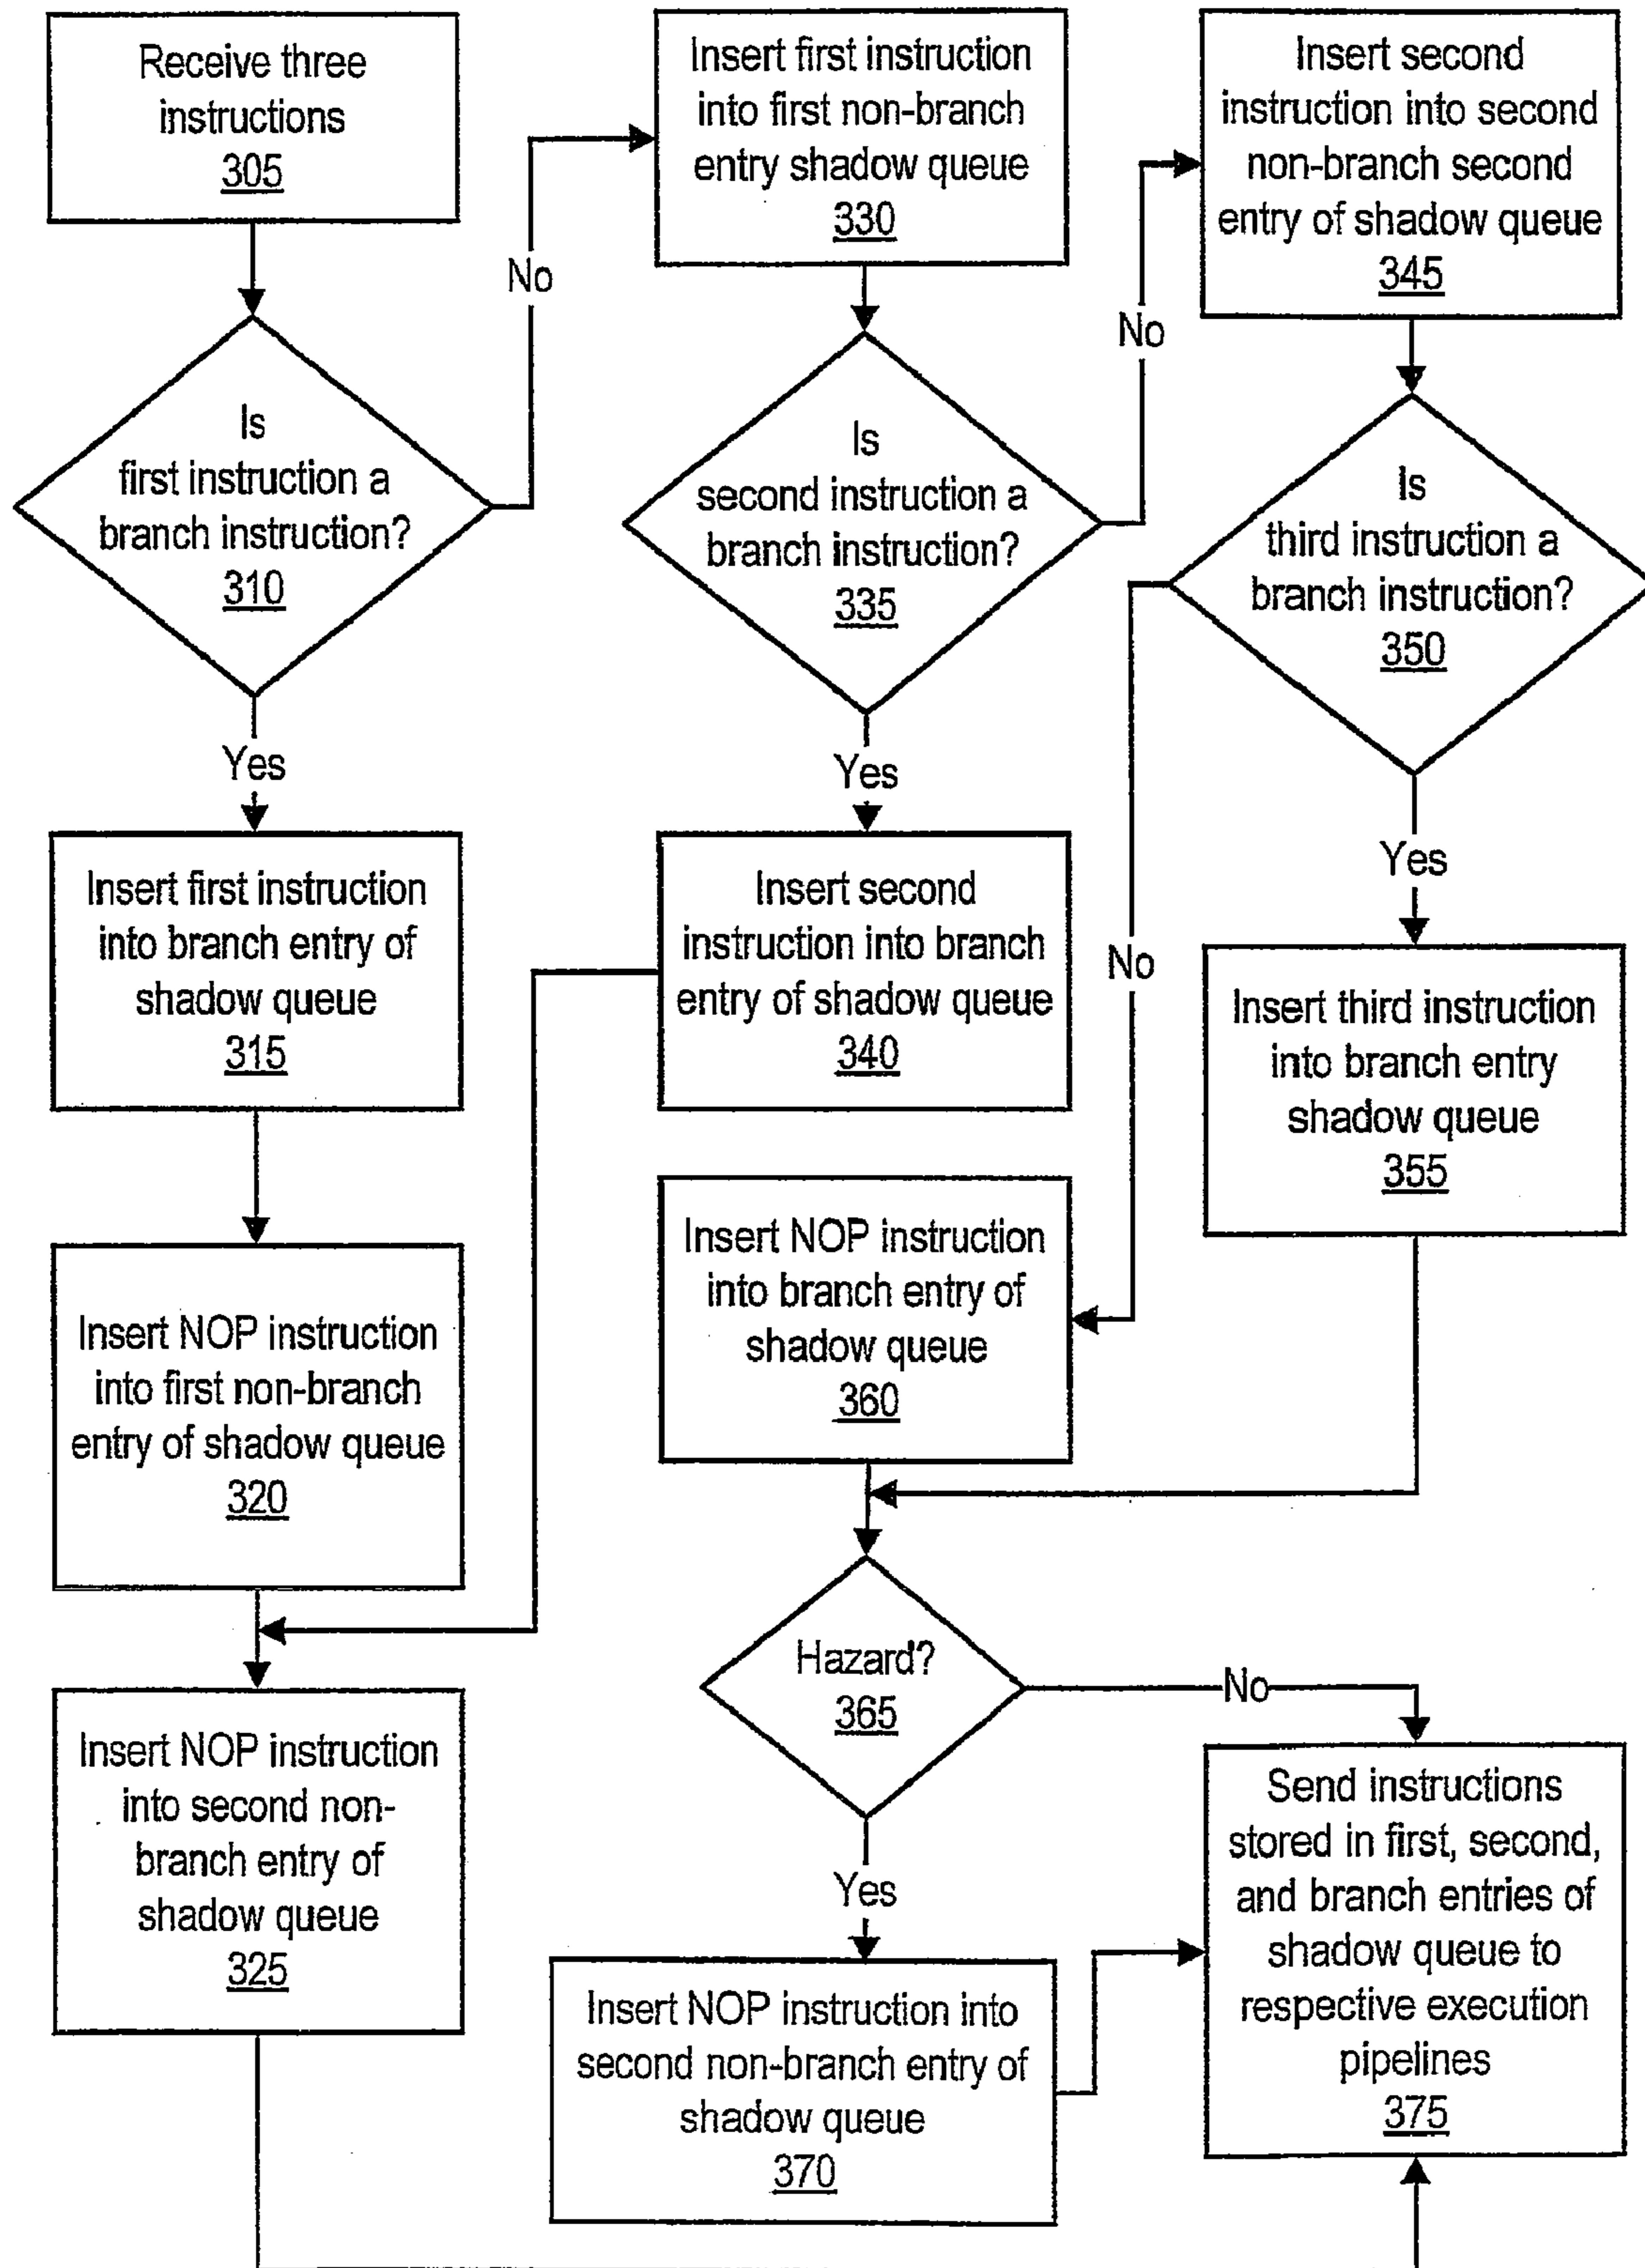 Receive three
instructions
305
No
Is
first instruction a
branch instruction?
310
Yes
Insert first instruction
into branch entry of
shadow queue
315
Insert NOP instruction
into first non-branch
entry of shadow queue
320
Insert NOP instruction
into second non-
branch entry of
shadow queue
325
Insert first instruction
into first non-branch
entry shadow queue
330
No
Is
second instruction a
branch instruction?
335
Yes
Insert second
instruction into branch
entry of shadow queue
340
Insert second
instruction into second
non-branch second
entry of shadow queue
345
Is
third instruction a
branch instruction?
350
No
Yes
Insert third instruction
into branch entry
shadow queue
355
Insert NOP instruction
into branch entry of
shadow queue
360
Hazard?
365
No
Yes
Insert NOP instruction into
second non-branch entry of
shadow queue
370
Send instructions
stored in first, second,
and branch entries of
shadow queue to
respective execution
pipelines
375